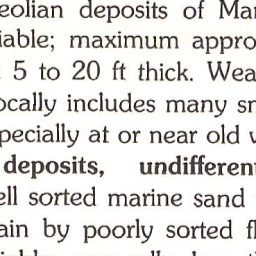 eolian deposits of Mar
iable; maximum appro
5 to 20 ft thick. Wea
ocally includes many sm
pecially at or near old v
deposits, undifferent
ell sorted marine sand
ain by poorly sorted fl